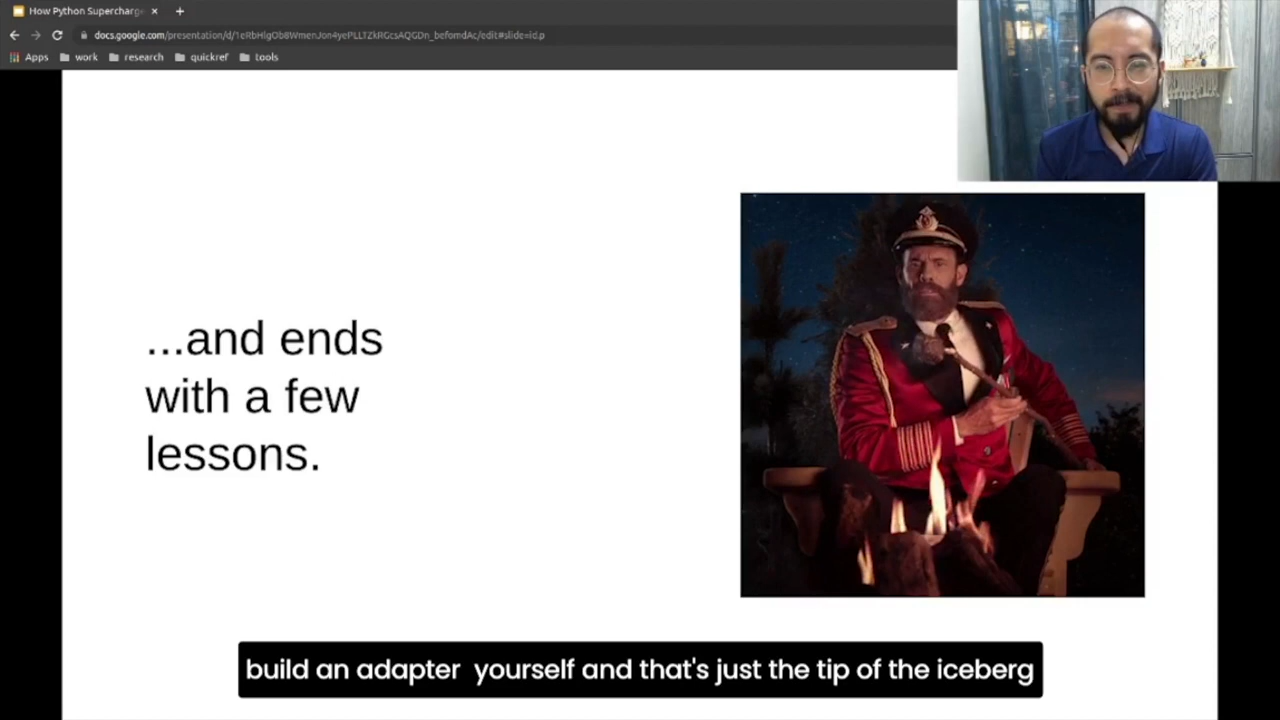 How Python Supercharge
docs.google.com/presentation/d/
Apps
work
research
quickref
tools
...and ends
with a few
lessons.
build an adapter yourself and that's just the tip of the iceberg